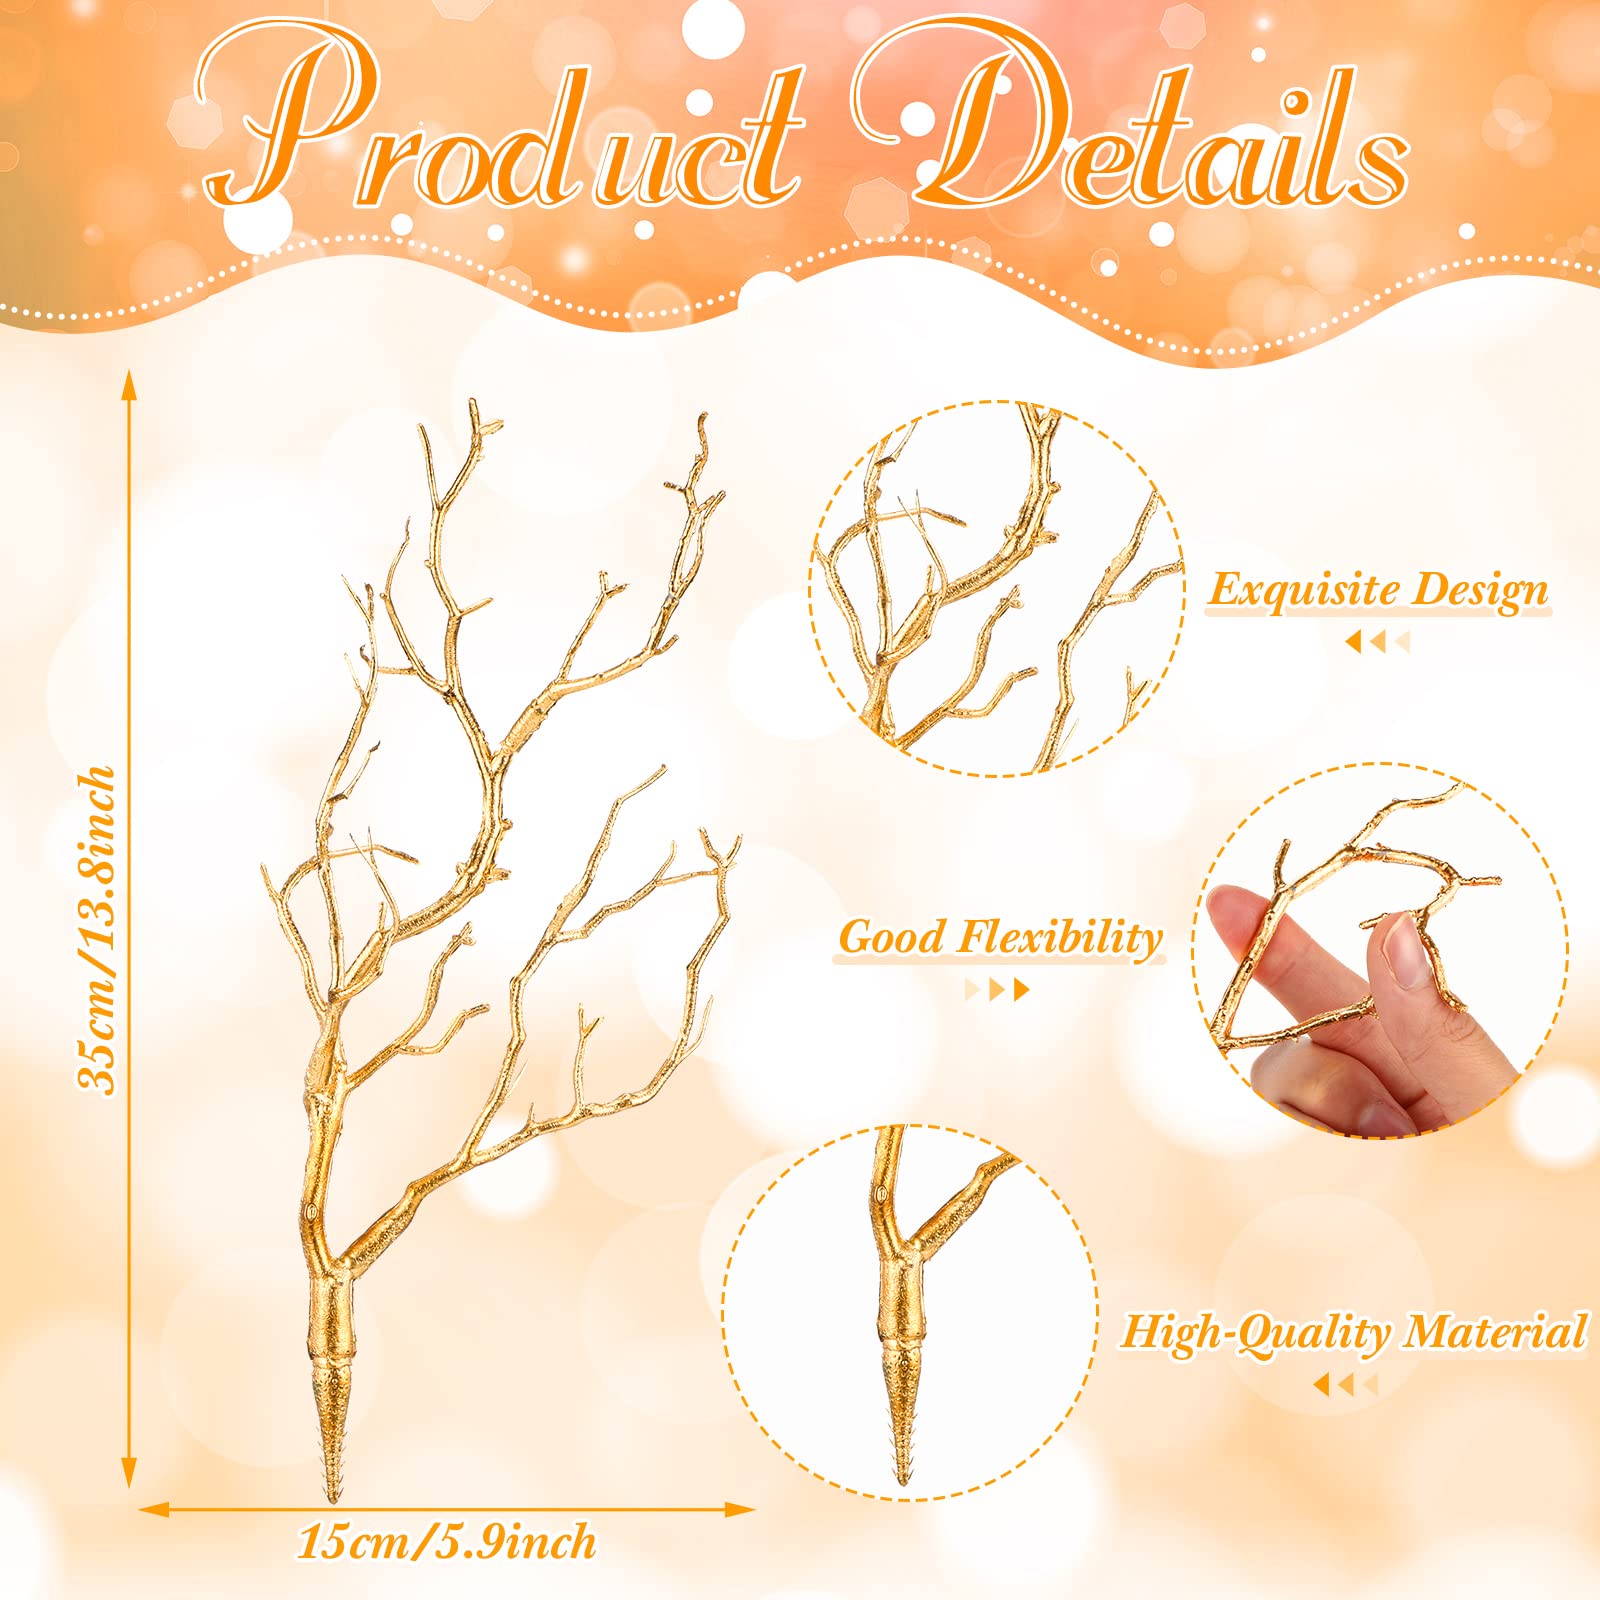 Product Details
Exquisite Design
35cm/13.8inch
Good Flexibility
High-Quality Material
15cm/5.9inch